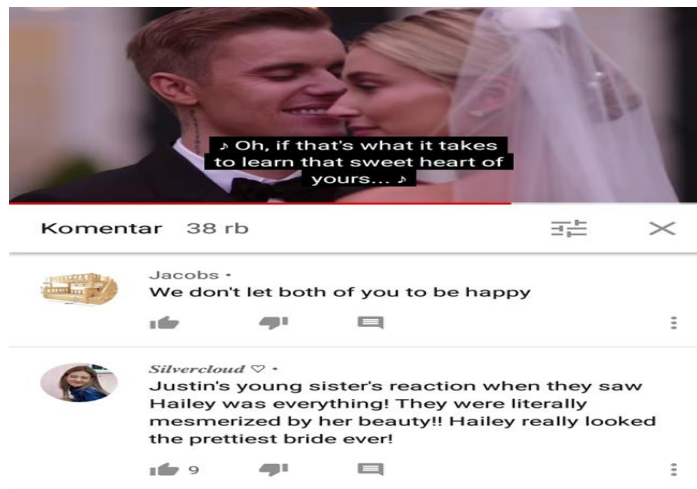 ♪ Oh, if that's what it takes
to learn that sweet heart of
yours... ♪
Komentar 38 rb
Jacobs •
We don't let both of you to be happy
Silvercloud ♡ •
Justin's young sister's reaction when they saw
Hailey was everything! They were literally
mesmerized by her beauty!! Hailey really looked
the prettiest bride ever!
9